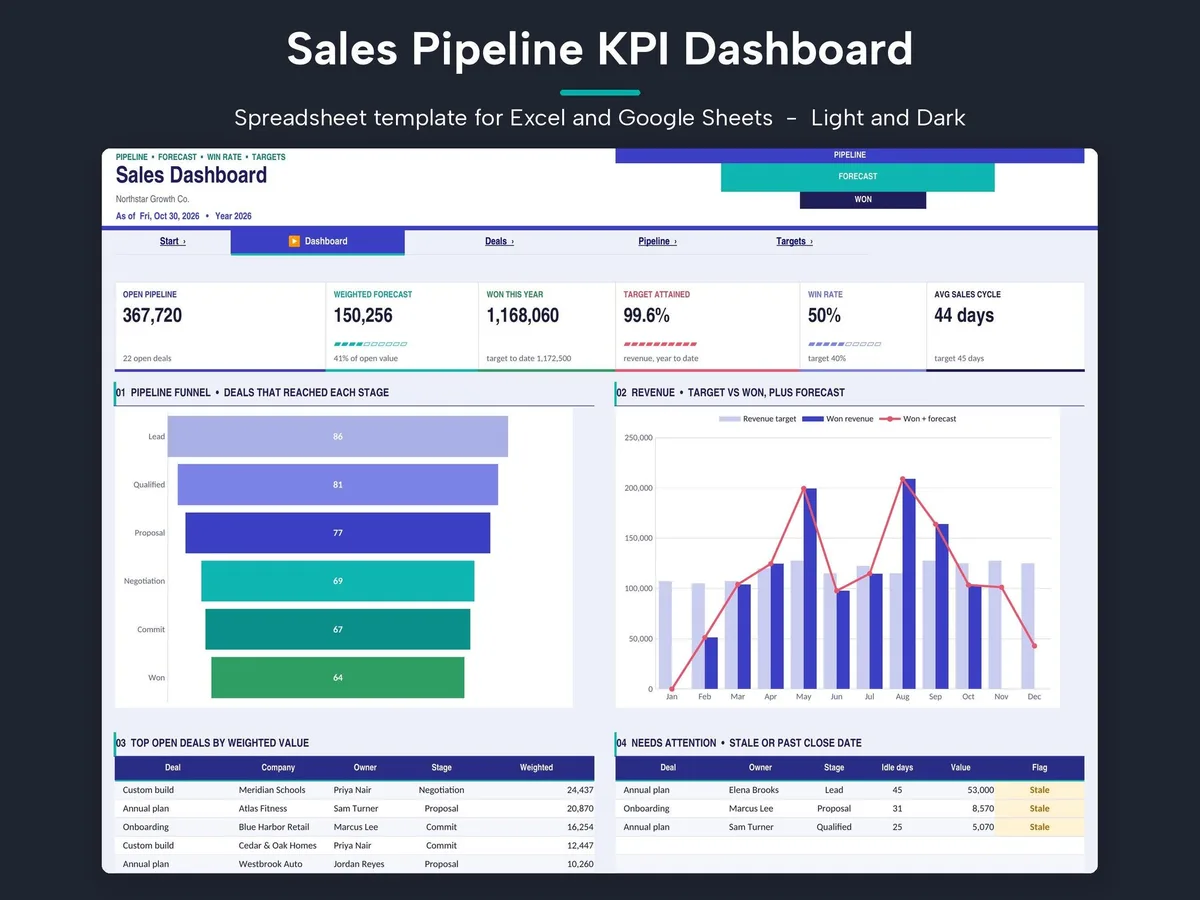 Sales Pipeline KPI Dashboard
Spreadsheet template for Excel and Google Sheets - Light and Dark
PIPELINE • FORECAST • WIN RATE • TARGETS
Sales Dashboard
Northstar Growth Co.
As of Fri, Oct 30, 2026 • Year 2026
PIPELINE
FORECAST
WON
Start ›
Dashboard
Deals ›
Pipeline ›
Targets ›
OPEN PIPELINE
367,720
22 open deals
WEIGHTED FORECAST
150,256
41% of open value
WON THIS YEAR
1,168,060
target to date 1,172,500
TARGET ATTAINED
99.6%
revenue, year to date
WIN RATE
50%
target 40%
AVG SALES CYCLE
44 days
target 45 days
01 PIPELINE FUNNEL • DEALS THAT REACHED EACH STAGE
Lead 86
Qualified 81
Proposal 77
Negotiation 69
Commit 67
Won 64
02 REVENUE • TARGET VS WON, PLUS FORECAST
Revenue target Won revenue Won + forecast
250,000
200,000
150,000
100,000
50,000
0
Jan Feb Mar Apr May Jun Jul Aug Sep Oct Nov Dec
03 TOP OPEN DEALS BY WEIGHTED VALUE
Deal Company Owner Stage Weighted
Custom build Meridian Schools Priya Nair Negotiation 24,437
Annual plan Atlas Fitness Sam Turner Proposal 20,870
Onboarding Blue Harbor Retail Marcus Lee Commit 16,254
Custom build Cedar & Oak Homes Priya Nair Commit 12,447
Annual plan Westbrook Auto Jordan Reyes Proposal 10,260
04 NEEDS ATTENTION • STALE OR PAST CLOSE DATE
Deal Owner Stage Idle days Value Flag
Annual plan Elena Brooks Lead 45 53,000 Stale
Onboarding Marcus Lee Proposal 31 8,570 Stale
Annual plan Sam Turner Qualified 25 5,070 Stale